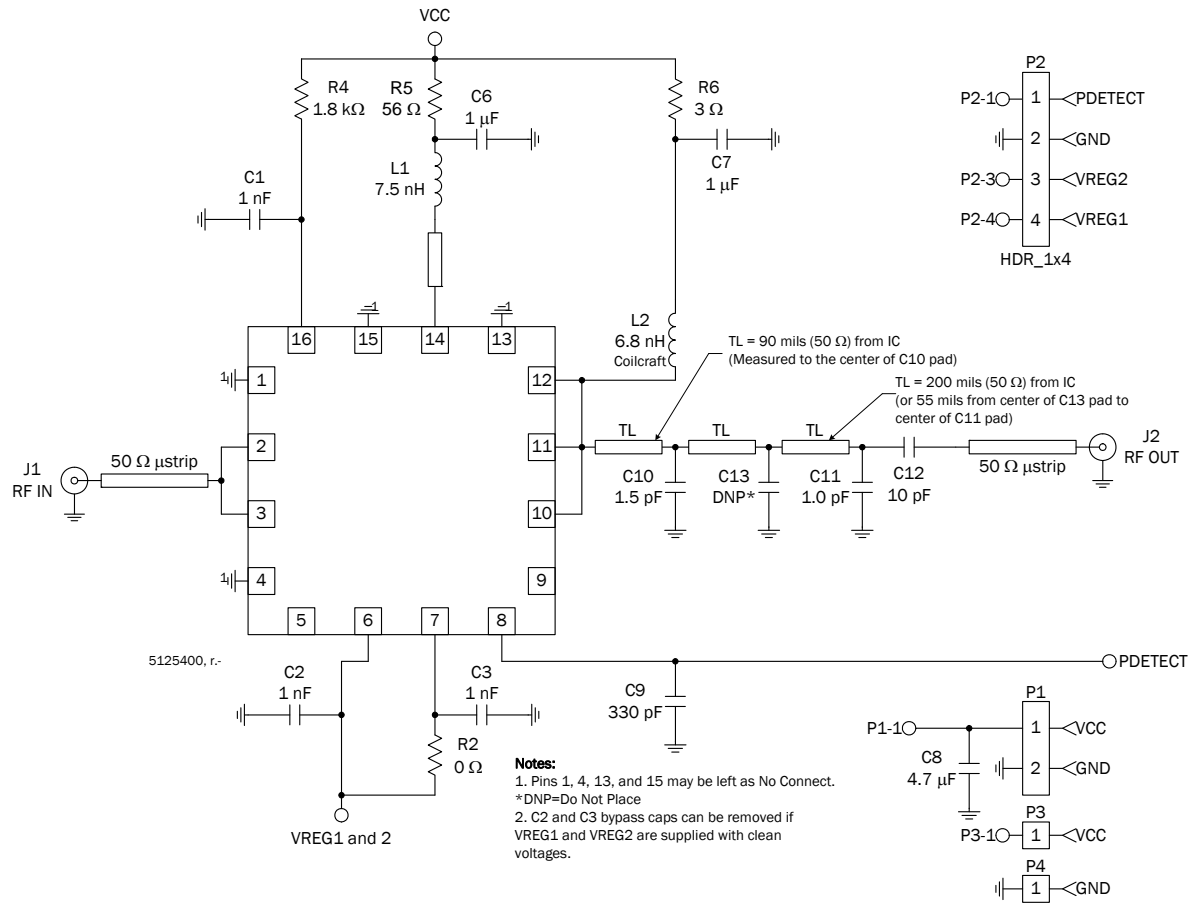 VCC
R4
1.8 kΩ
R5
56 Ω
C6
1 µF
R6
3 Ω
C7
1 µF
L1
7.5 nH
C1
1 nF
P2
P2-1
1
PDETECT
2
GND
P2-3
3
VREG2
P2-4
4
VREG1
HDR_1x4
1
1
16
15
14
13
L2
6.8 nH
Coilcraft
TL = 90 mils (50 Ω) from IC
(Measured to the center of C10 pad)
TL = 200 mils (50 Ω) from IC
(or 55 mils from center of C13 pad to
center of C11 pad)
1
1
12
J1
RF IN
50 Ω µstrip
2
11
TL
TL
TL
C10
1.5 pF
C13
DNP*
C11
1.0 pF
C12
10 pF
50 Ω µstrip
J2
RF OUT
3
10
1
4
9
5
6
7
8
5125400, r.-
PDETECT
C2
1 nF
C3
1 nF
R2
0 Ω
C9
330 pF
VREG1 and 2
Notes:
1. Pins 1, 4, 13, and 15 may be left as No Connect.
*DNP=Do Not Place
2. C2 and C3 bypass caps can be removed if
VREG1 and VREG2 are supplied with clean
voltages.
P1
P1-1
1
VCC
C8
4.7 µF
2
GND
P3
P3-1
1
VCC
P4
1
GND